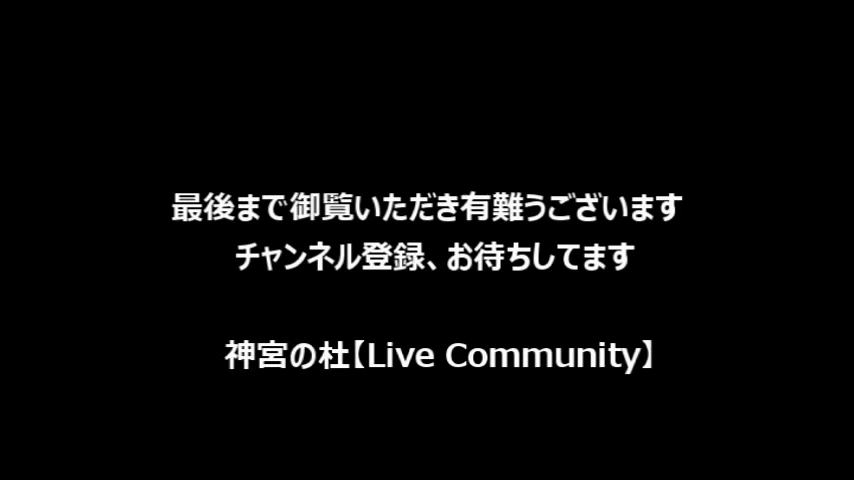 最後まで御覧いただき有難うございます
チャンネル登録、お待ちしてます
神宮の杜【Live Community】